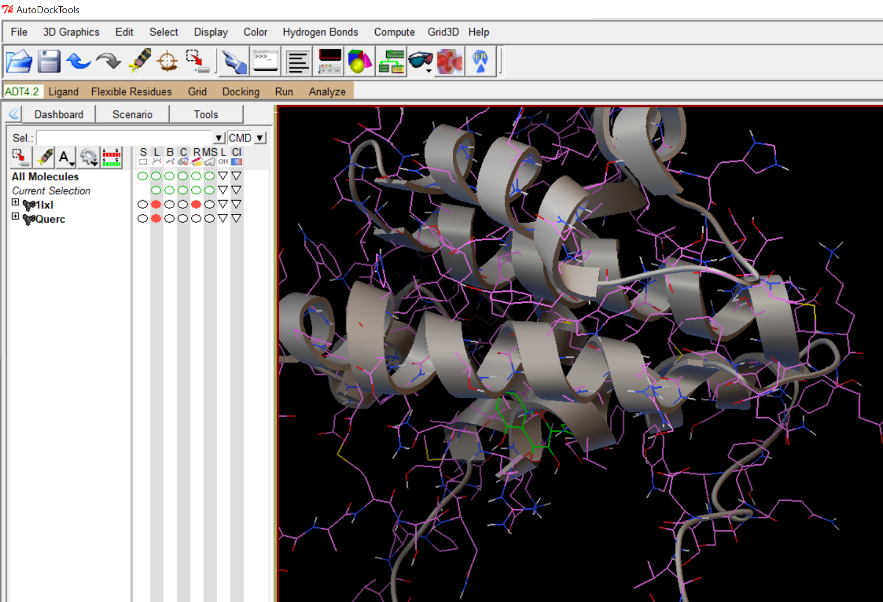 AutoDockTools
File 3D Graphics Edit Select Display Color Hydrogen Bonds Compute Grid3D Help
ADT4.2 Ligand Flexible Residues Grid Docking Run Analyze
Dashboard Scenario Tools
Sel.: CMD
A
S L B C R MS L Cl
All Molecules
Current Selection
1lxl
Querc